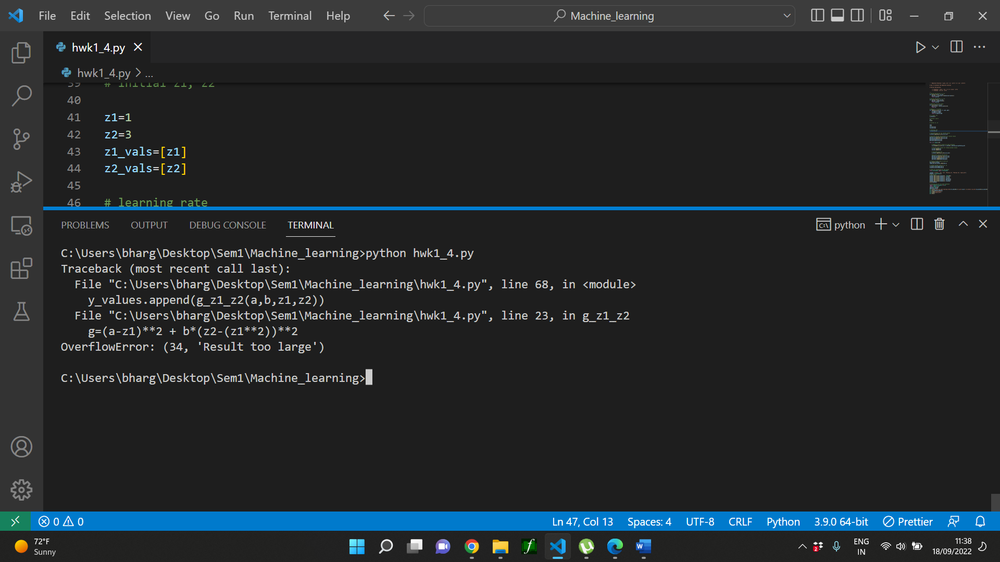 File Edit Selection View Go Run Terminal Help Machine_learning
hwk1_4.py
hwk1_4.py > ...
39 # initial z1, z2
40
41 z1=1
42 z2=3
43 z1_vals=[z1]
44 z2_vals=[z2]
45
46 # learning rate
PROBLEMS OUTPUT DEBUG CONSOLE TERMINAL python
C:\Users\bharg\Desktop\Sem1\Machine_learning>python hwk1_4.py
Traceback (most recent call last):
File "C:\Users\bharg\Desktop\Sem1\Machine_learning\hwk1_4.py", line 68, in <module>
y_values.append(g_z1_z2(a,b,z1,z2))
File "C:\Users\bharg\Desktop\Sem1\Machine_learning\hwk1_4.py", line 23, in g_z1_z2
g=(a-z1)**2 + b*(z2-(z1**2))**2
OverflowError: (34, 'Result too large')
C:\Users\bharg\Desktop\Sem1\Machine_learning>
0 0 Ln 47, Col 13 Spaces: 4 UTF-8 CRLF Python 3.9.0 64-bit Prettier
72°F
Sunny
2
ENG
IN
11:38
18/09/2022